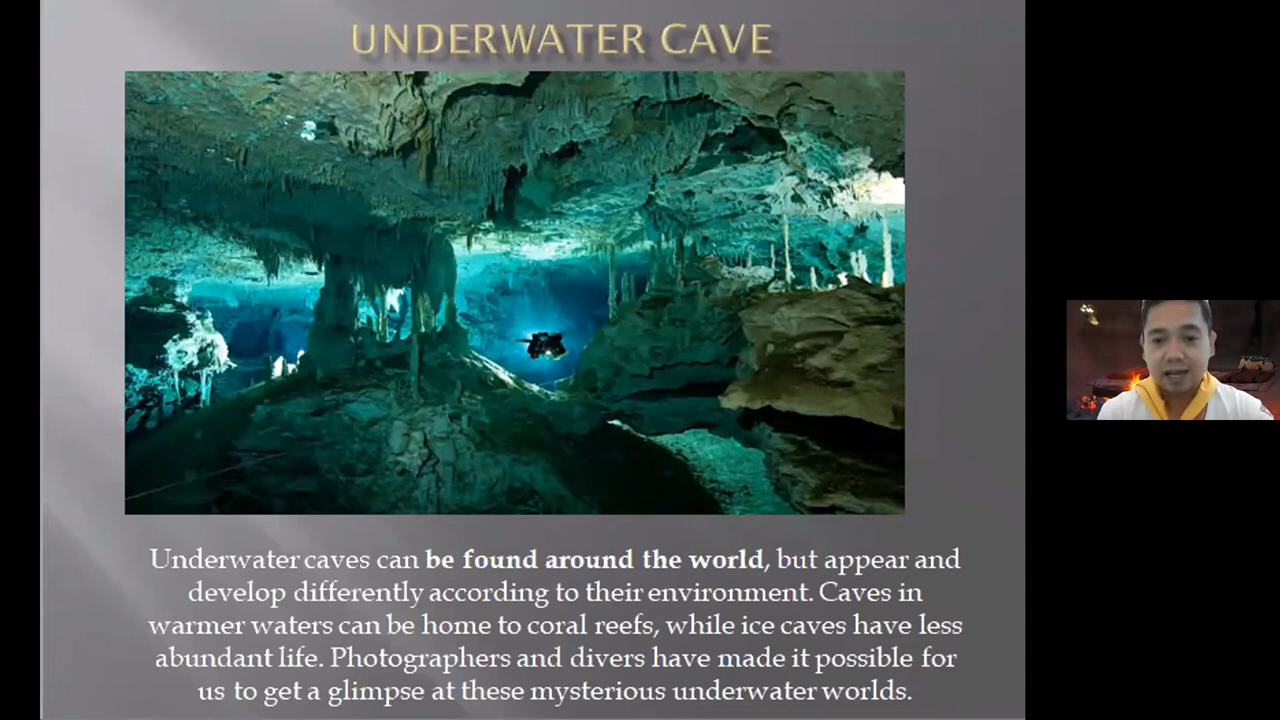 UNDERWATER CAVE
Underwater caves can be found around the world, but appear and
develop differently according to their environment. Caves in
warmer waters can be home to coral reefs, while ice caves have less
abundant life. Photographers and divers have made it possible for
us to get a glimpse at these mysterious underwater worlds.